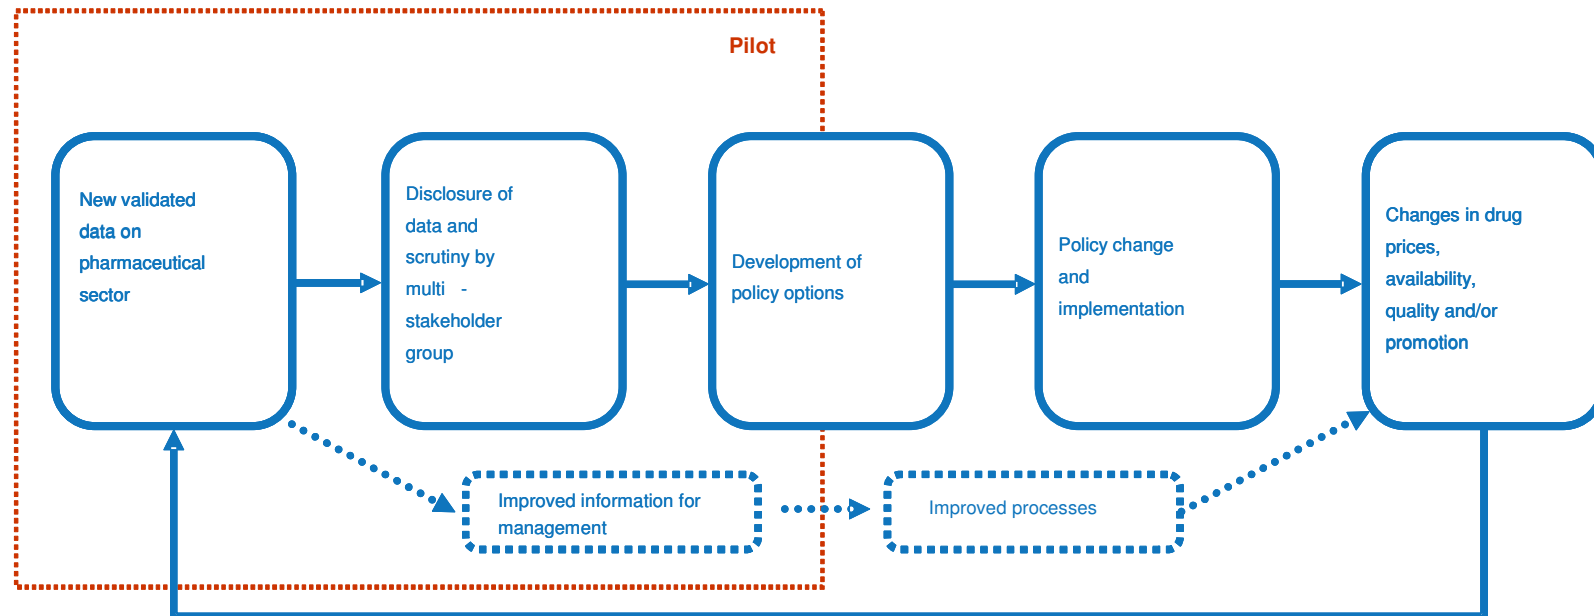 Pilot
New validated
data on
pharmaceutical
sector
Disclosure of
data and
scrutiny by
multi -
stakeholder
group
Development of
policy options
Policy change
and
implementation
Changes in drug
prices,
availability,
quality and/or
promotion
Improved information for
management
Improved processes